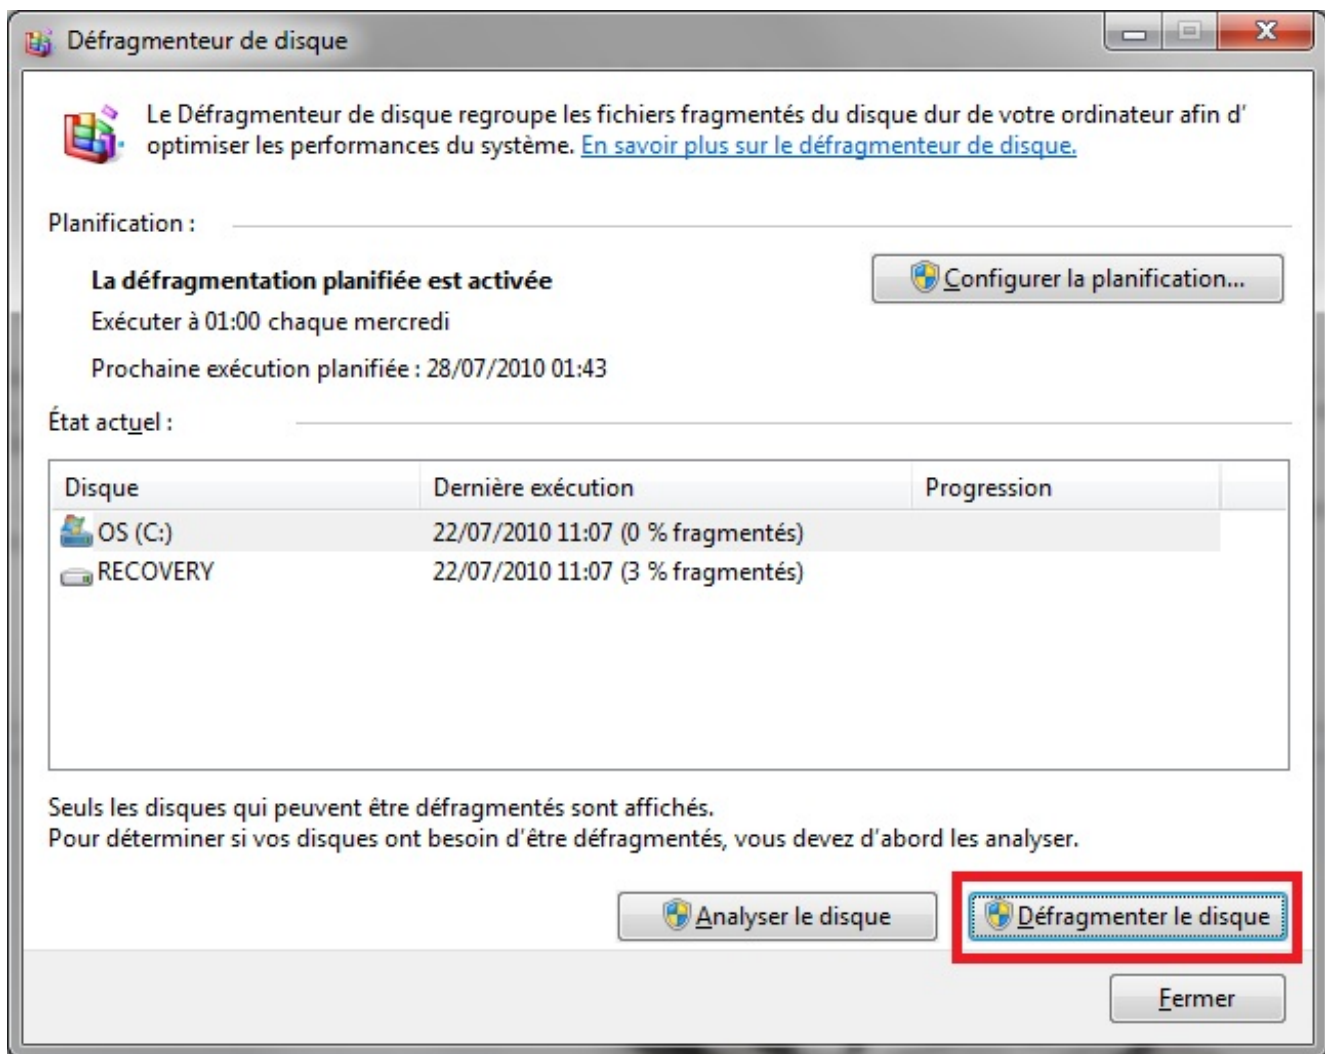 Défragmenteur de disque
Le Défragmenteur de disque regroupe les fichiers fragmentés du disque dur de votre ordinateur afin d'
optimiser les performances du système. En savoir plus sur le défragmenteur de disque.
Planification :
La défragmentation planifiée est activée
Configurer la planification...
Exécuter à 01:00 chaque mercredi
Prochaine exécution planifiée : 28/07/2010 01:43
État actuel :
Disque Dernière exécution Progression
OS (C:) 22/07/2010 11:07 (0 % fragmentés)
RECOVERY 22/07/2010 11:07 (3 % fragmentés)
Seuls les disques qui peuvent être défragmentés sont affichés.
Pour déterminer si vos disques ont besoin d'être défragmentés, vous devez d'abord les analyser.
Analyser le disque Défragmenter le disque
Fermer